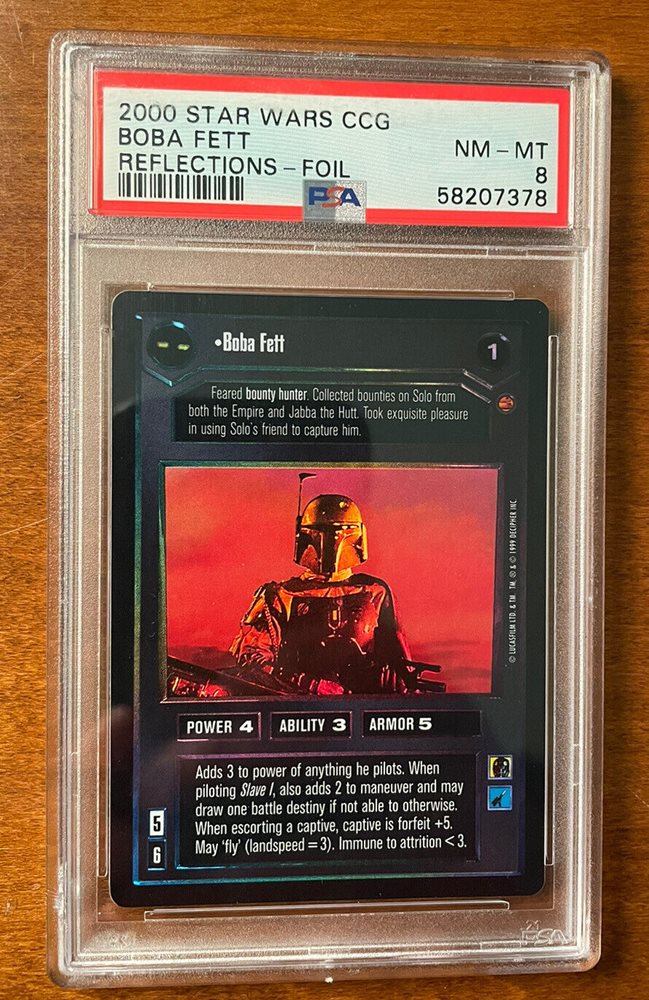 2000 STAR WARS CCG
BOBA FETT
NM - MT
REFLECTIONS - FOIL
8
PSA
58207378
•Boba Fett
1
Feared bounty hunter. Collected bounties on Solo from
both the Empire and Jabba the Hutt. Took exquisite pleasure
in using Solo's friend to capture him.
© LUCASFILM LTD. & TM. TM, ® & © 1999 DECIPHER INC.
POWER 4
ABILITY 3
ARMOR 5
Adds 3 to power of anything he pilots. When
piloting Slave I, also adds 2 to maneuver and may
draw one battle destiny if not able to otherwise.
When escorting a captive, captive is forfeit +5.
May 'fly' (landspeed = 3). Immune to attrition < 3.
5
6
PSA